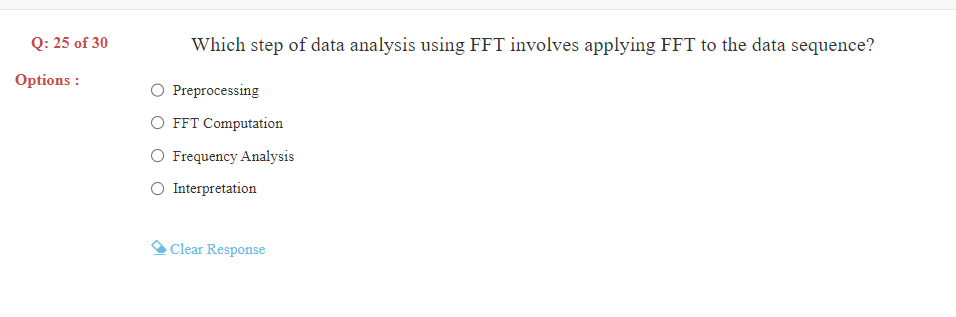 Q: 25 of 30
Which step of data analysis using FFT involves applying FFT to the data sequence?
Options :
Preprocessing
FFT Computation
Frequency Analysis
Interpretation
Clear Response